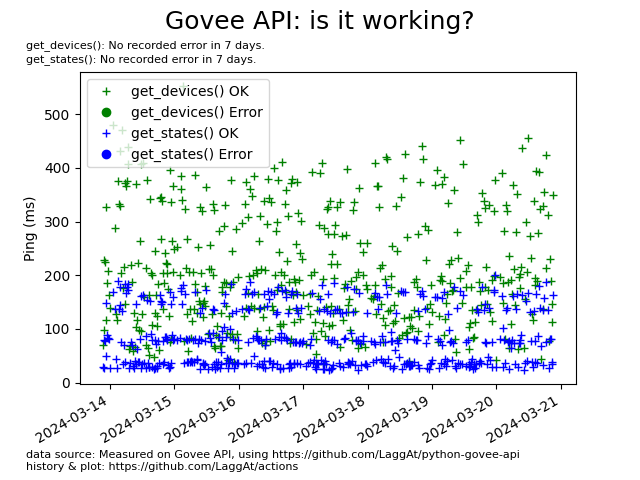 Govee API: is it working?
get_devices(): No recorded error in 7 days.
get_states(): No recorded error in 7 days.
get_devices() OK
get_devices() Error
get_states() OK
get_states() Error
Ping (ms)
500
400
300
200
100
0
2024-03-14
2024-03-15
2024-03-16
2024-03-17
2024-03-18
2024-03-19
2024-03-20
2024-03-21
data source: Measured on Govee API, using https://github.com/LaggAt/python-govee-api
history & plot: https://github.com/LaggAt/actions